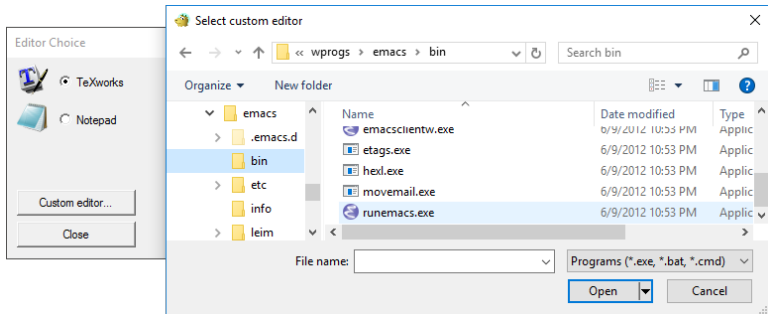 Editor Choice
TeXworks
Notepad
Custom editor...
Close
Select custom editor
« wprogs > emacs > bin
Search bin
Organize New folder
emacs
.emacs.d
bin
etc
info
leim
Name Date modified Type
emacsclientw.exe 6/9/2012 10:53 PM Applic
etags.exe 6/9/2012 10:53 PM Applic
hexl.exe 6/9/2012 10:53 PM Applic
movemail.exe 6/9/2012 10:53 PM Applic
runemacs.exe 6/9/2012 10:53 PM Applic
File name: Programs (*.exe, *.bat, *.cmd)
Open Cancel